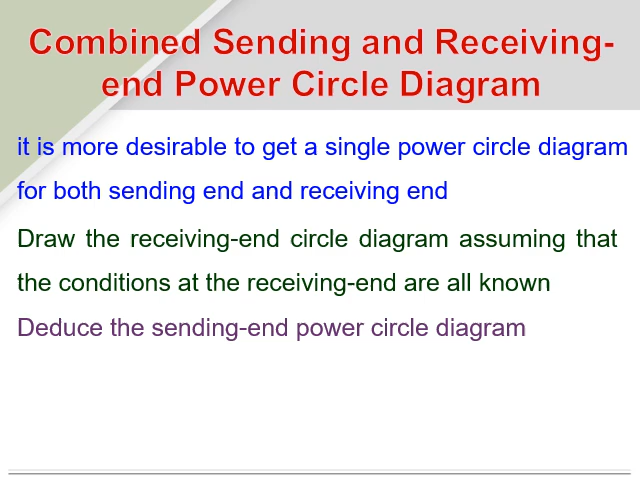 Combined Sending and Receiving-
end Power Circle Diagram
it is more desirable to get a single power circle diagram
for both sending end and receiving end
Draw the receiving-end circle diagram assuming that
the conditions at the receiving-end are all known
Deduce the sending-end power circle diagram